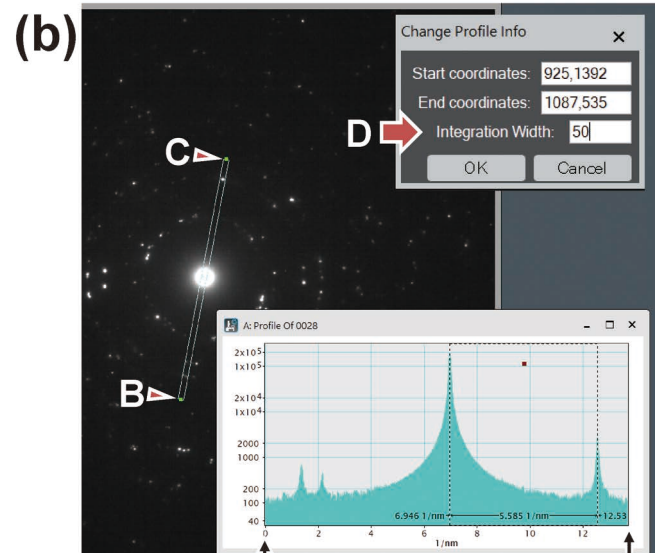 (b)
Change Profile Info
×
Start coordinates: 925,1392
End coordinates: 1087,535
D
Integration Width: 50
OK Cancel
C
B
A: Profile Of 0028
2x10⁵
1x10⁵
2x10⁴
1x10⁴
2000
1000
200
100
40
6.946 1/nm 5.585 1/nm 12.53
0 2 4 6 8 10 12
1/nm